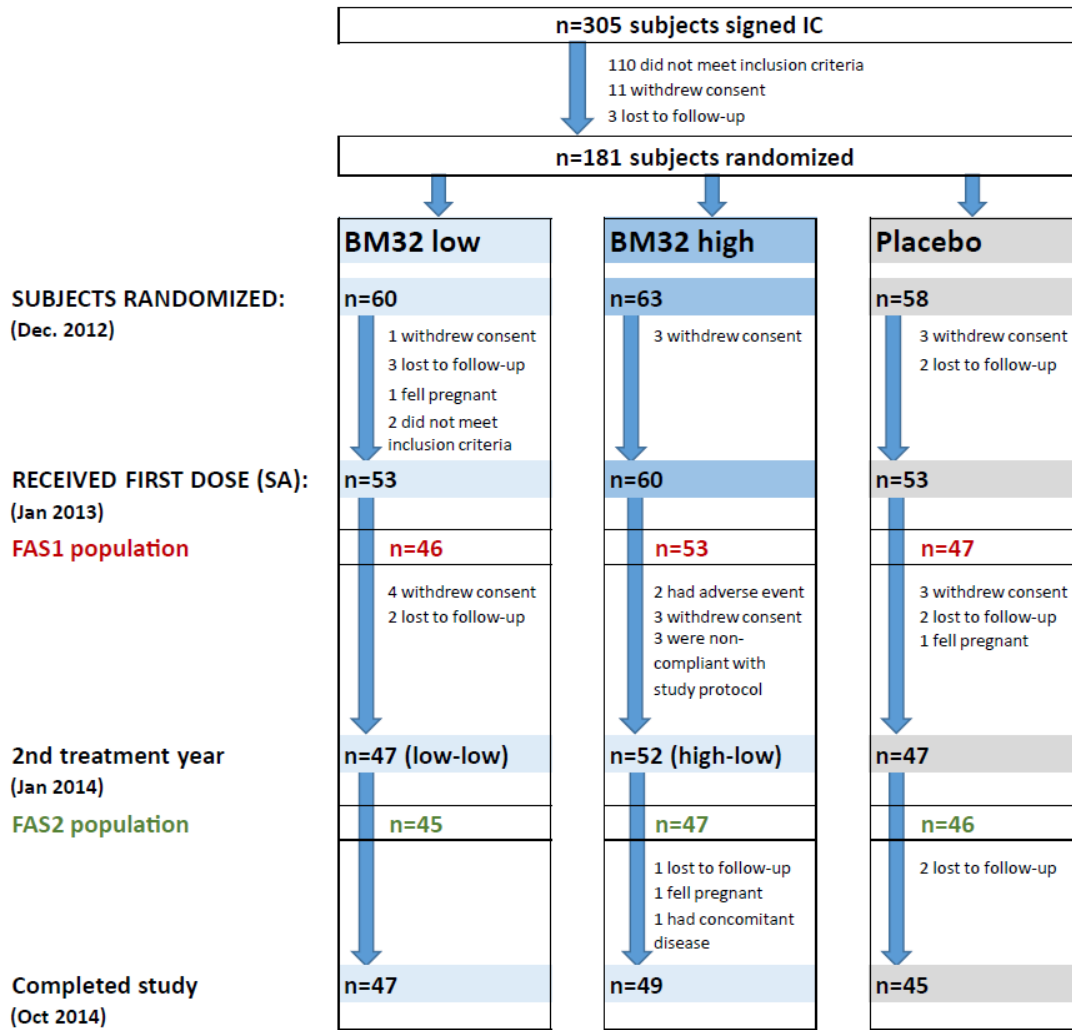 n=305 subjects signed IC
110 did not meet inclusion criteria
11 withdrew consent
3 lost to follow-up
n=181 subjects randomized
BM32 low
BM32 high
Placebo
SUBJECTS RANDOMIZED:
(Dec. 2012)
n=60
n=63
n=58
1 withdrew consent
3 lost to follow-up
1 fell pregnant
2 did not meet
inclusion criteria
3 withdrew consent
3 withdrew consent
2 lost to follow-up
RECEIVED FIRST DOSE (SA):
(Jan 2013)
n=53
n=60
n=53
FAS1 population
n=46
n=53
n=47
4 withdrew consent
2 lost to follow-up
2 had adverse event
3 withdrew consent
3 were non-
compliant with
study protocol
3 withdrew consent
2 lost to follow-up
1 fell pregnant
2nd treatment year
(Jan 2014)
n=47 (low-low)
n=52 (high-low)
n=47
FAS2 population
n=45
n=47
n=46
1 lost to follow-up
1 fell pregnant
1 had concomitant
disease
2 lost to follow-up
Completed study
(Oct 2014)
n=47
n=49
n=45